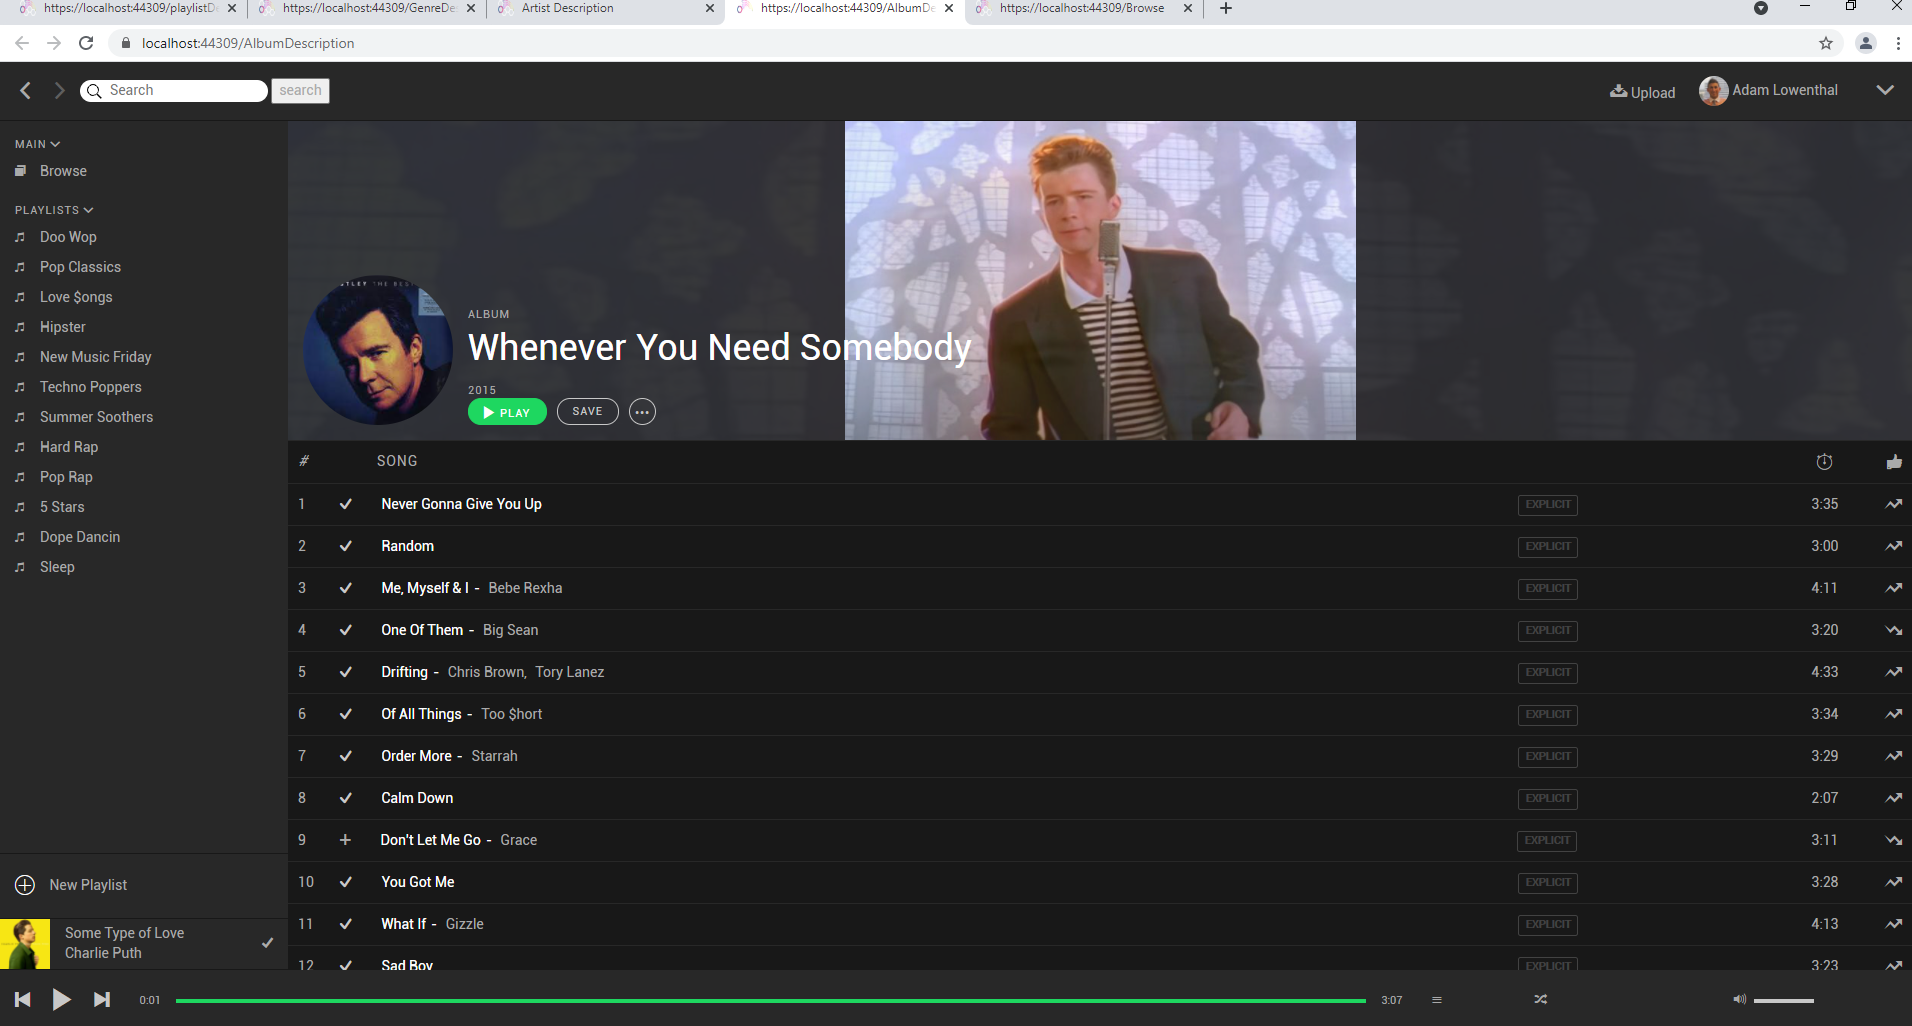 https://localhost:44309/playlistDe
https://localhost:44309/GenreDes
Artist Description
https://localhost:44309/AlbumDe
https://localhost:44309/Browse
localhost:44309/AlbumDescription
Search
search
Upload
Adam Lowenthal
MAIN
Browse
PLAYLISTS
Doo Wop
Pop Classics
Love $ongs
Hipster
New Music Friday
Techno Poppers
Summer Soothers
Hard Rap
Pop Rap
5 Stars
Dope Dancin
Sleep
New Playlist
Some Type of Love
Charlie Puth
TLEY THE BES
ALBUM
Whenever You Need Somebody
2015
PLAY SAVE
# SONG
1 Never Gonna Give You Up EXPLICIT 3:35
2 Random EXPLICIT 3:00
3 Me, Myself & I - Bebe Rexha EXPLICIT 4:11
4 One Of Them - Big Sean EXPLICIT 3:20
5 Drifting - Chris Brown, Tory Lanez EXPLICIT 4:33
6 Of All Things - Too $hort EXPLICIT 3:34
7 Order More - Starrah EXPLICIT 3:29
8 Calm Down EXPLICIT 2:07
9 Don't Let Me Go - Grace EXPLICIT 3:11
10 You Got Me EXPLICIT 3:28
11 What If - Gizzle EXPLICIT 4:13
12 Sad Boy EXPLICIT 3:23
0:01 3:07